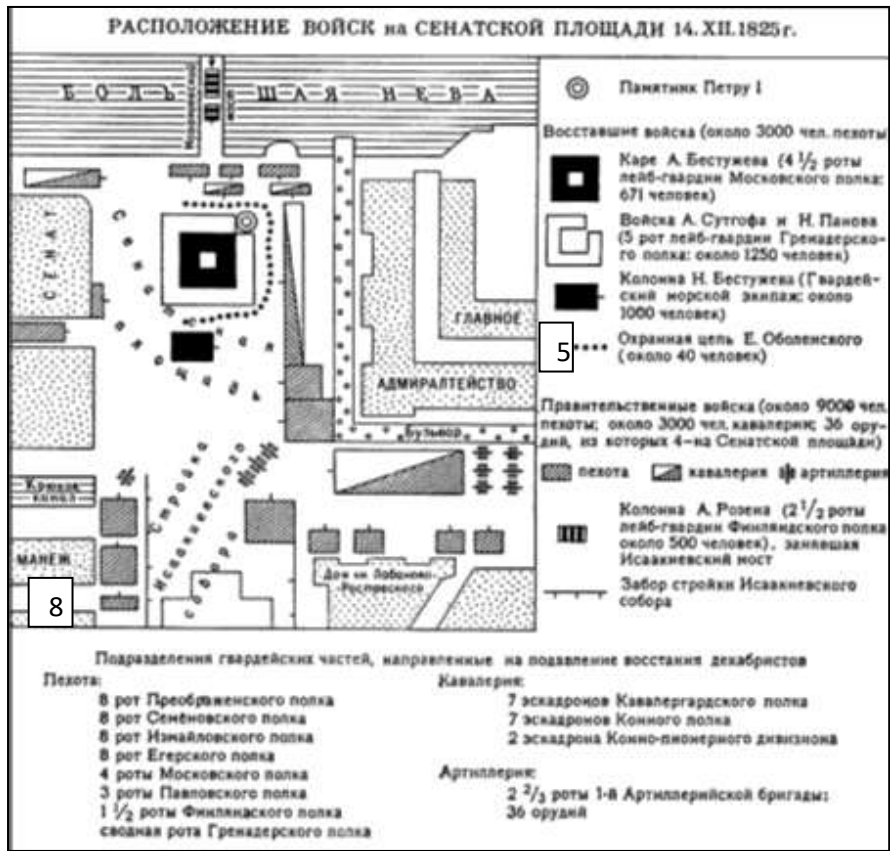 РАСПОЛОЖЕНИЕ ВОЙСК на СЕНАТСКОЙ ПЛОЩАДИ 14.XII.1825г.
БОЛЬШАЯ НЕВА
Исаакиевский мост
СЕНАТ
Сенатская площадь
ГЛАВНОЕ
АДМИРАЛТЕЙСТВО
Бульвар
Стройка
Исаакиевского
собора
Крюков
канал
МАНЕЖ
8
Дом кн. Лобанова-
-Ростовского
Памятник Петру I
Восставшие войска (около 3000 чел. пехоты)
Каре А. Бестужева (4 1/2 роты
лейб-гвардии Московского полка:
671 человек)
Войска А. Сутгофа и Н. Панова
(5 рот лейб-гвардии Гренадерско-
го полка: около 1250 человек)
Колонна Н. Бестужева (Гвардей-
ский морской экипаж: около
1000 человек)
5
Охранная цепь Е. Оболенского
(около 40 человек)
Правительственные войска (около 9000 чел.
пехоты; около 3000 чел. кавалерии; 36 ору-
дий, из которых 4-на Сенатской площади)
пехота кавалерия артиллерия
Колонна А. Розена (2 1/2 роты
лейб-гвардии Финляндского полка
около 500 человек), занявшая
Исаакиевский мост
Забор стройки Исаакиевского
собора
Подразделения гвардейских частей, направленные на подавление восстания декабристов
Пехота:
8 рот Преображенского полка
8 рот Семёновского полка
8 рот Измайловского полка
8 рот Егерского полка
4 роты Московского полка
3 роты Павловского полка
1 1/2 роты Финляндского полка
сводная рота Гренадерского полка
Кавалерия:
7 эскадронов Кавалергардского полка
7 эскадронов Конного полка
2 эскадрона Конно-пионерного дивизиона
Артиллерия:
2 2/3 роты 1-й Артиллерийской бригады:
36 орудий